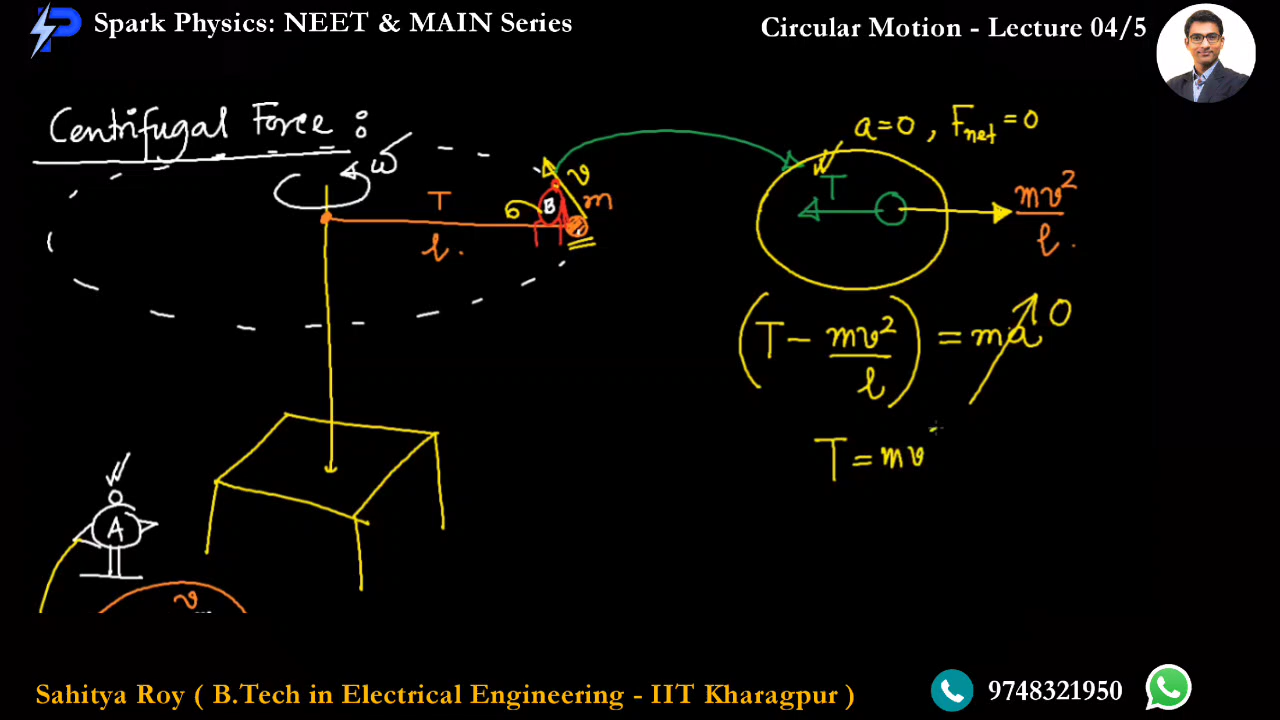 Spark Physics: NEET & MAIN Series
Circular Motion - Lecture 04/5
Centrifugal Force :
ω
a=0 , Fnet =0
T
v
m
B
l .
T
mv²
l .
(T − mv²/l) = ma 0
T = mv
A
v
Sahitya Roy ( B.Tech in Electrical Engineering - IIT Kharagpur )
9748321950